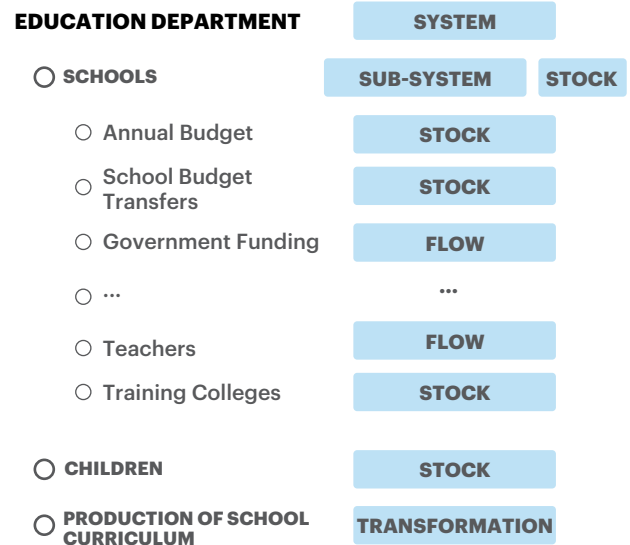 EDUCATION DEPARTMENT SYSTEM
SCHOOLS SUB-SYSTEM STOCK
Annual Budget STOCK
School Budget
Transfers STOCK
Government Funding FLOW
... ...
Teachers FLOW
Training Colleges STOCK
CHILDREN STOCK
PRODUCTION OF SCHOOL
CURRICULUM TRANSFORMATION